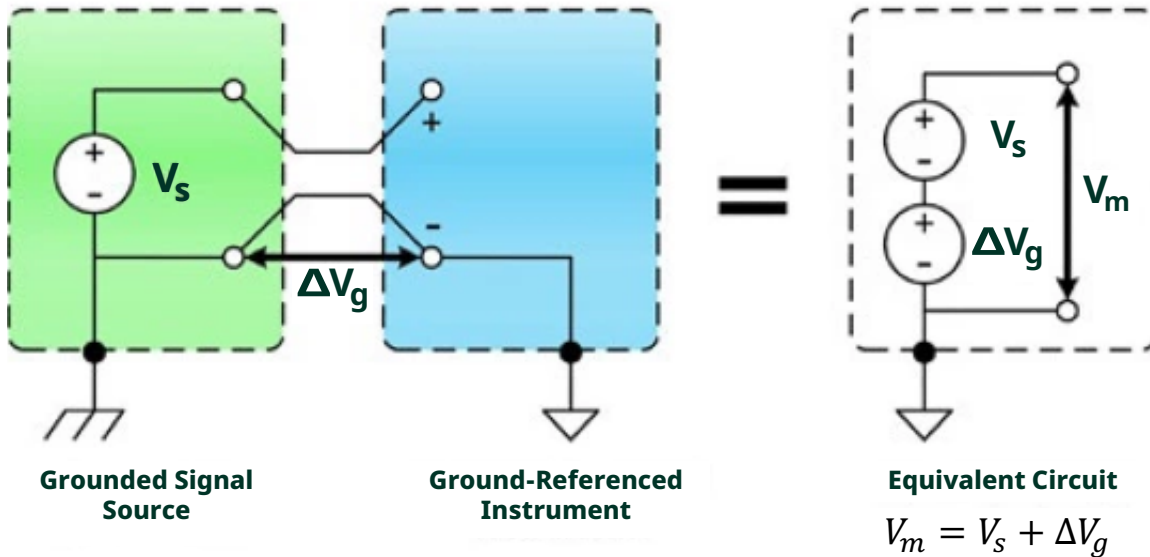 +
-
Vs
+
-
ΔVg
=
+
-
Vs
+
-
ΔVg
Vm
Grounded Signal
Source
Ground-Referenced
Instrument
Equivalent Circuit
Vm = Vs + ΔVg